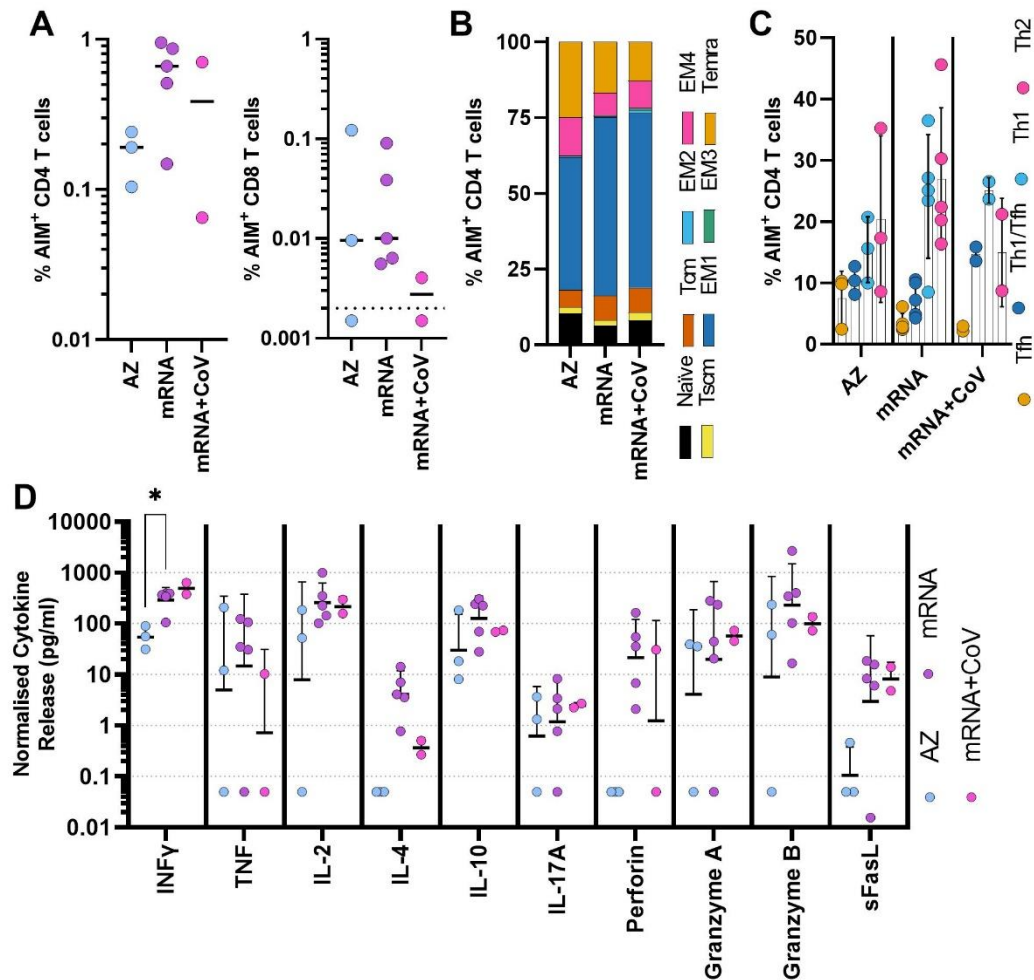 A
% AIM⁺ CD4 T cells
1
0.1
0.01
AZ
mRNA
mRNA+CoV
% AIM⁺ CD8 T cells
1
0.1
0.01
0.001
AZ
mRNA
mRNA+CoV
B
% AIM⁺ CD4 T cells
100
75
50
25
0
AZ
mRNA
mRNA+CoV
Naïve
Tscm
Tcm
EM1
EM2
EM3
EM4
Temra
C
% AIM⁺ CD4 T cells
50
40
30
20
10
0
AZ
mRNA
mRNA+CoV
Tfh
Th1/Tfh
Th1
Th2
D
*
Normalised Cytokine
Release (pg/ml)
10000
1000
100
10
1
0.1
0.01
INFγ
TNF
IL-2
IL-4
IL-10
IL-17A
Perforin
Granzyme A
Granzyme B
sFasL
AZ
mRNA
mRNA+CoV